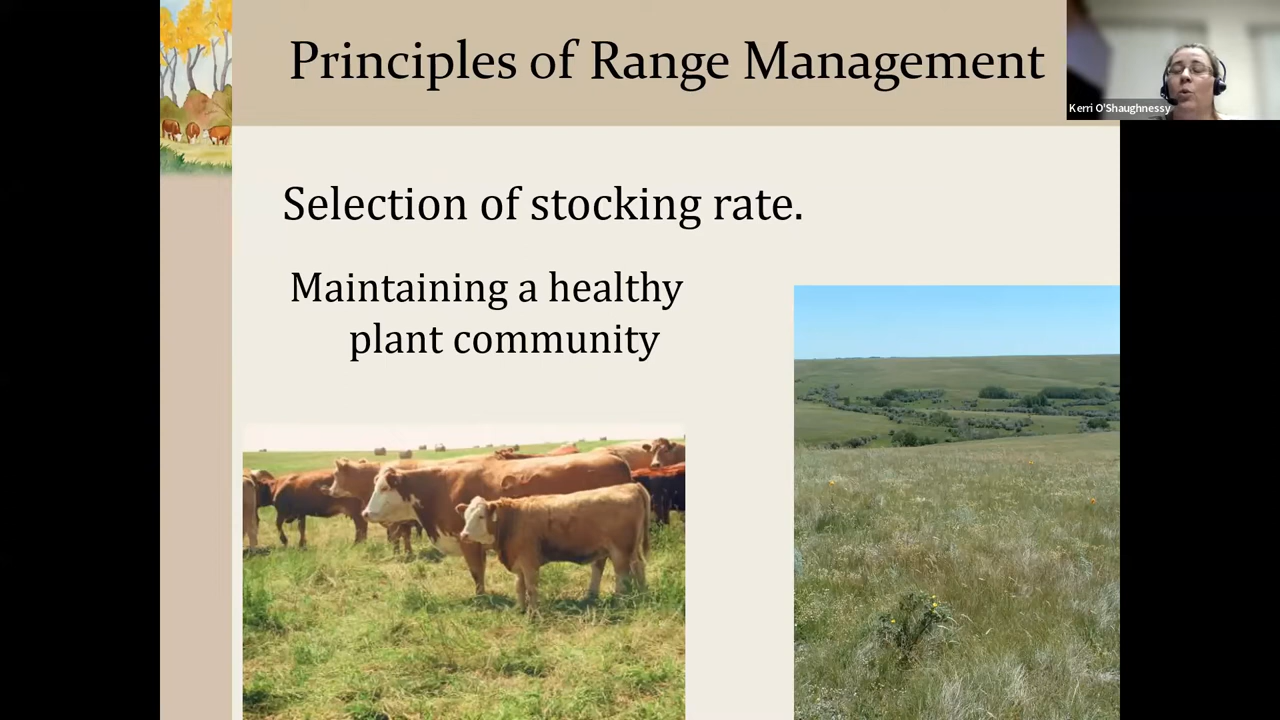 Principles of Range Management
Kerri O'Shaughnessy
Selection of stocking rate.
Maintaining a healthy
plant community